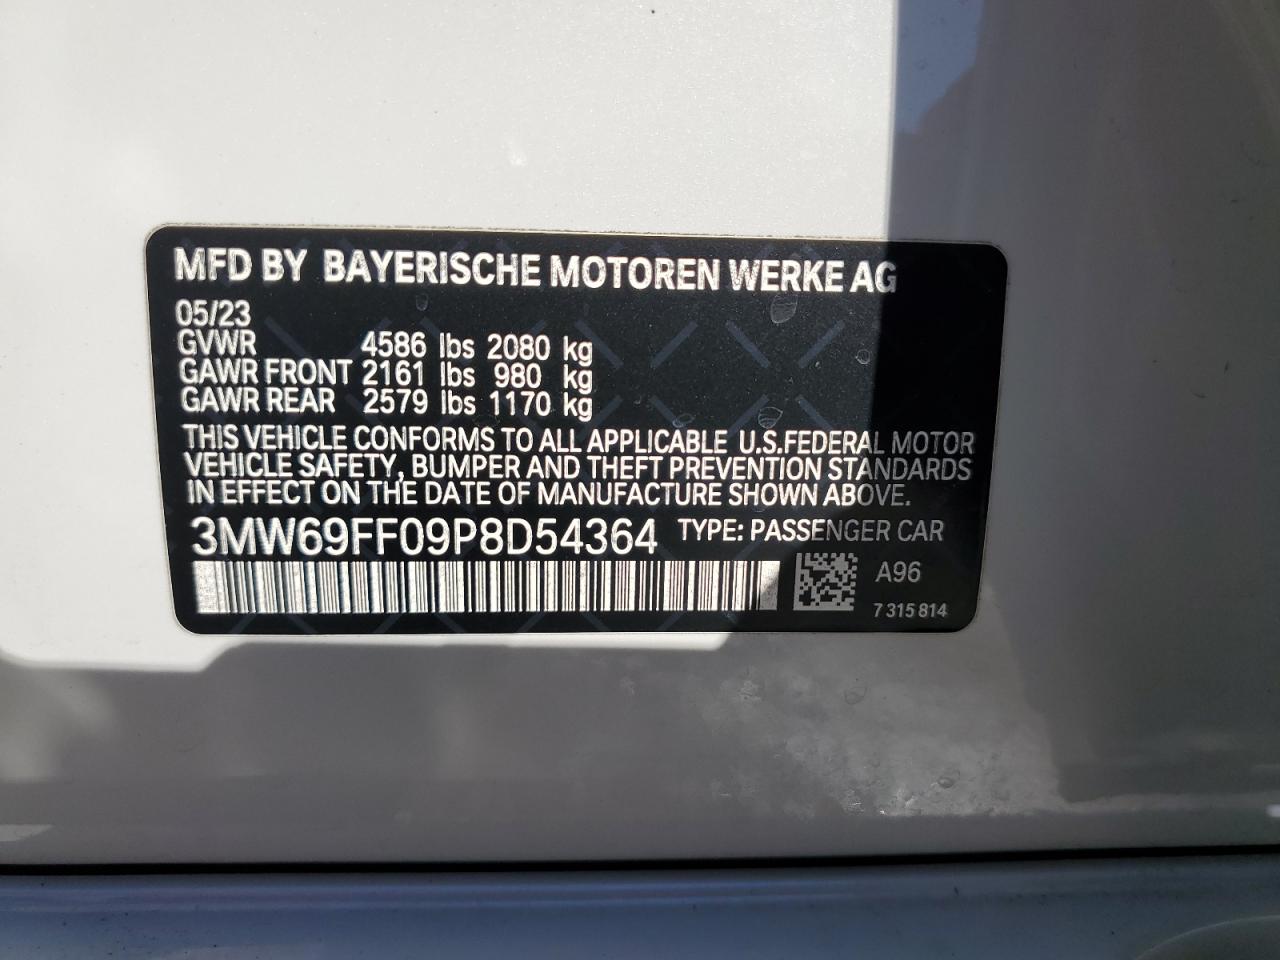 MFD BY BAYERISCHE MOTOREN WERKE AG
05/23
GVWR 4586 lbs 2080 kg
GAWR FRONT 2161 lbs 980 kg
GAWR REAR 2579 lbs 1170 kg
THIS VEHICLE CONFORMS TO ALL APPLICABLE U.S.FEDERAL MOTOR
VEHICLE SAFETY, BUMPER AND THEFT PREVENTION STANDARDS
IN EFFECT ON THE DATE OF MANUFACTURE SHOWN ABOVE.
3MW69FF09P8D54364 TYPE: PASSENGER CAR
A96
7 315 814